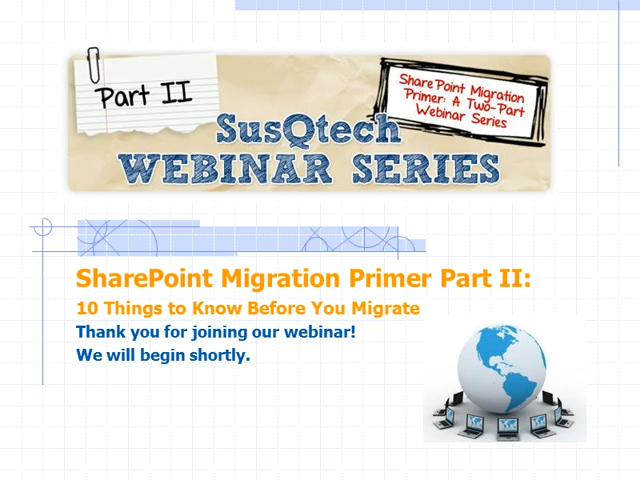 Part II
SharePoint Migration
Primer: A Two-Part
Webinar Series
SusQtech
WEBINAR SERIES
SharePoint Migration Primer Part II:
10 Things to Know Before You Migrate
Thank you for joining our webinar!
We will begin shortly.